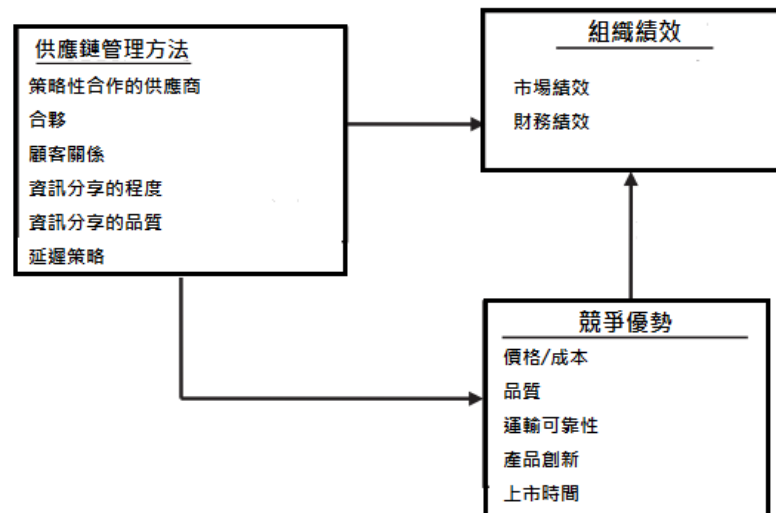 供應鏈管理方法
策略性合作的供應商
合夥
顧客關係
資訊分享的程度
資訊分享的品質
延遲策略
組織績效
市場績效
財務績效
競爭優勢
價格/成本
品質
運輸可靠性
產品創新
上市時間